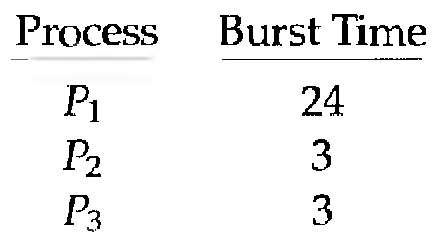 Process Burst Time
P₁ 24
P₂ 3
P₃ 3